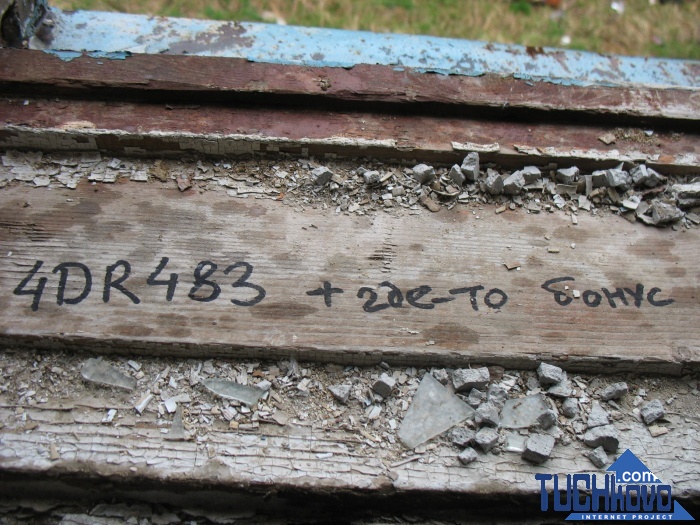 4DR483 + где-то бонус
.com
TUCHkovo
INTERNET PROJECT